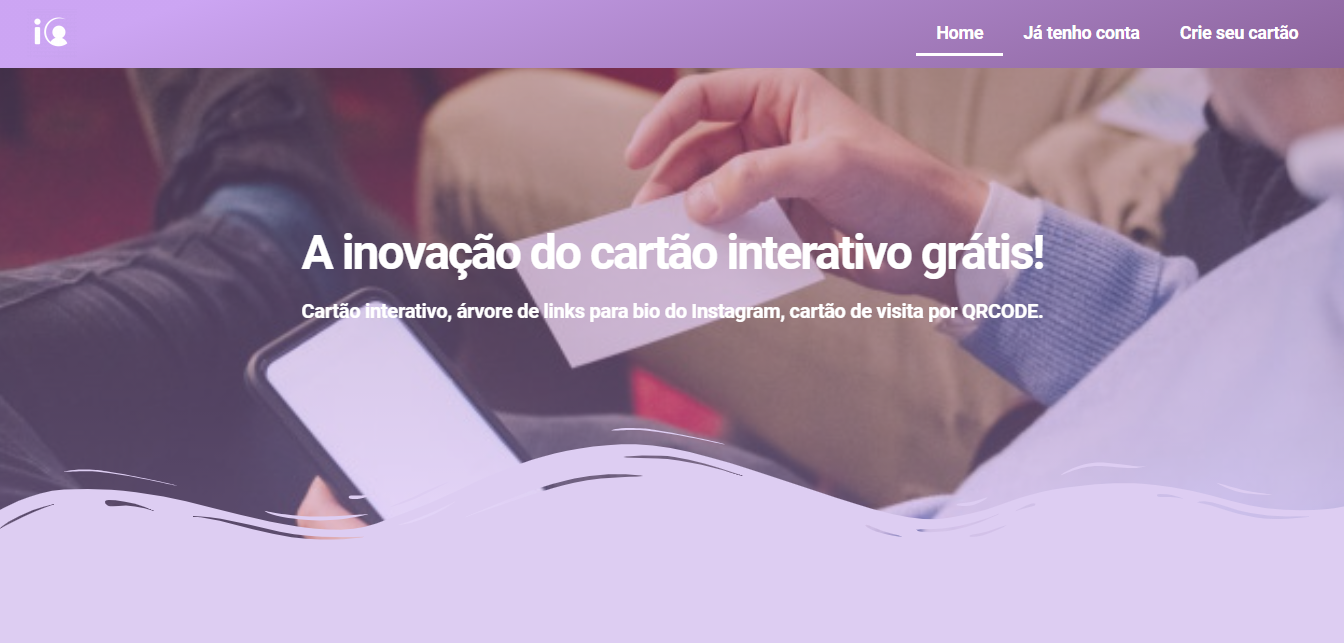 Home
Já tenho conta
Crie seu cartão
A inovação do cartão interativo grátis!
Cartão interativo, árvore de links para bio do Instagram, cartão de visita por QRCODE.